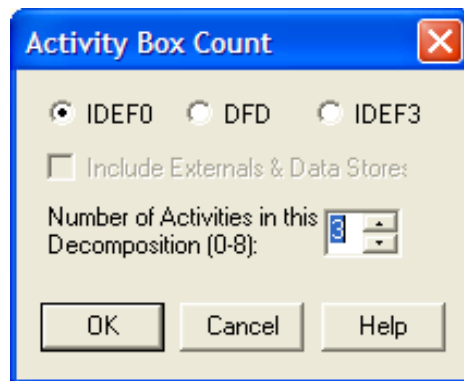 Activity Box Count
IDEF0 DFD IDEF3
Include Externals & Data Stores
Number of Activities in this
Decomposition (0-8):
3
OK Cancel Help